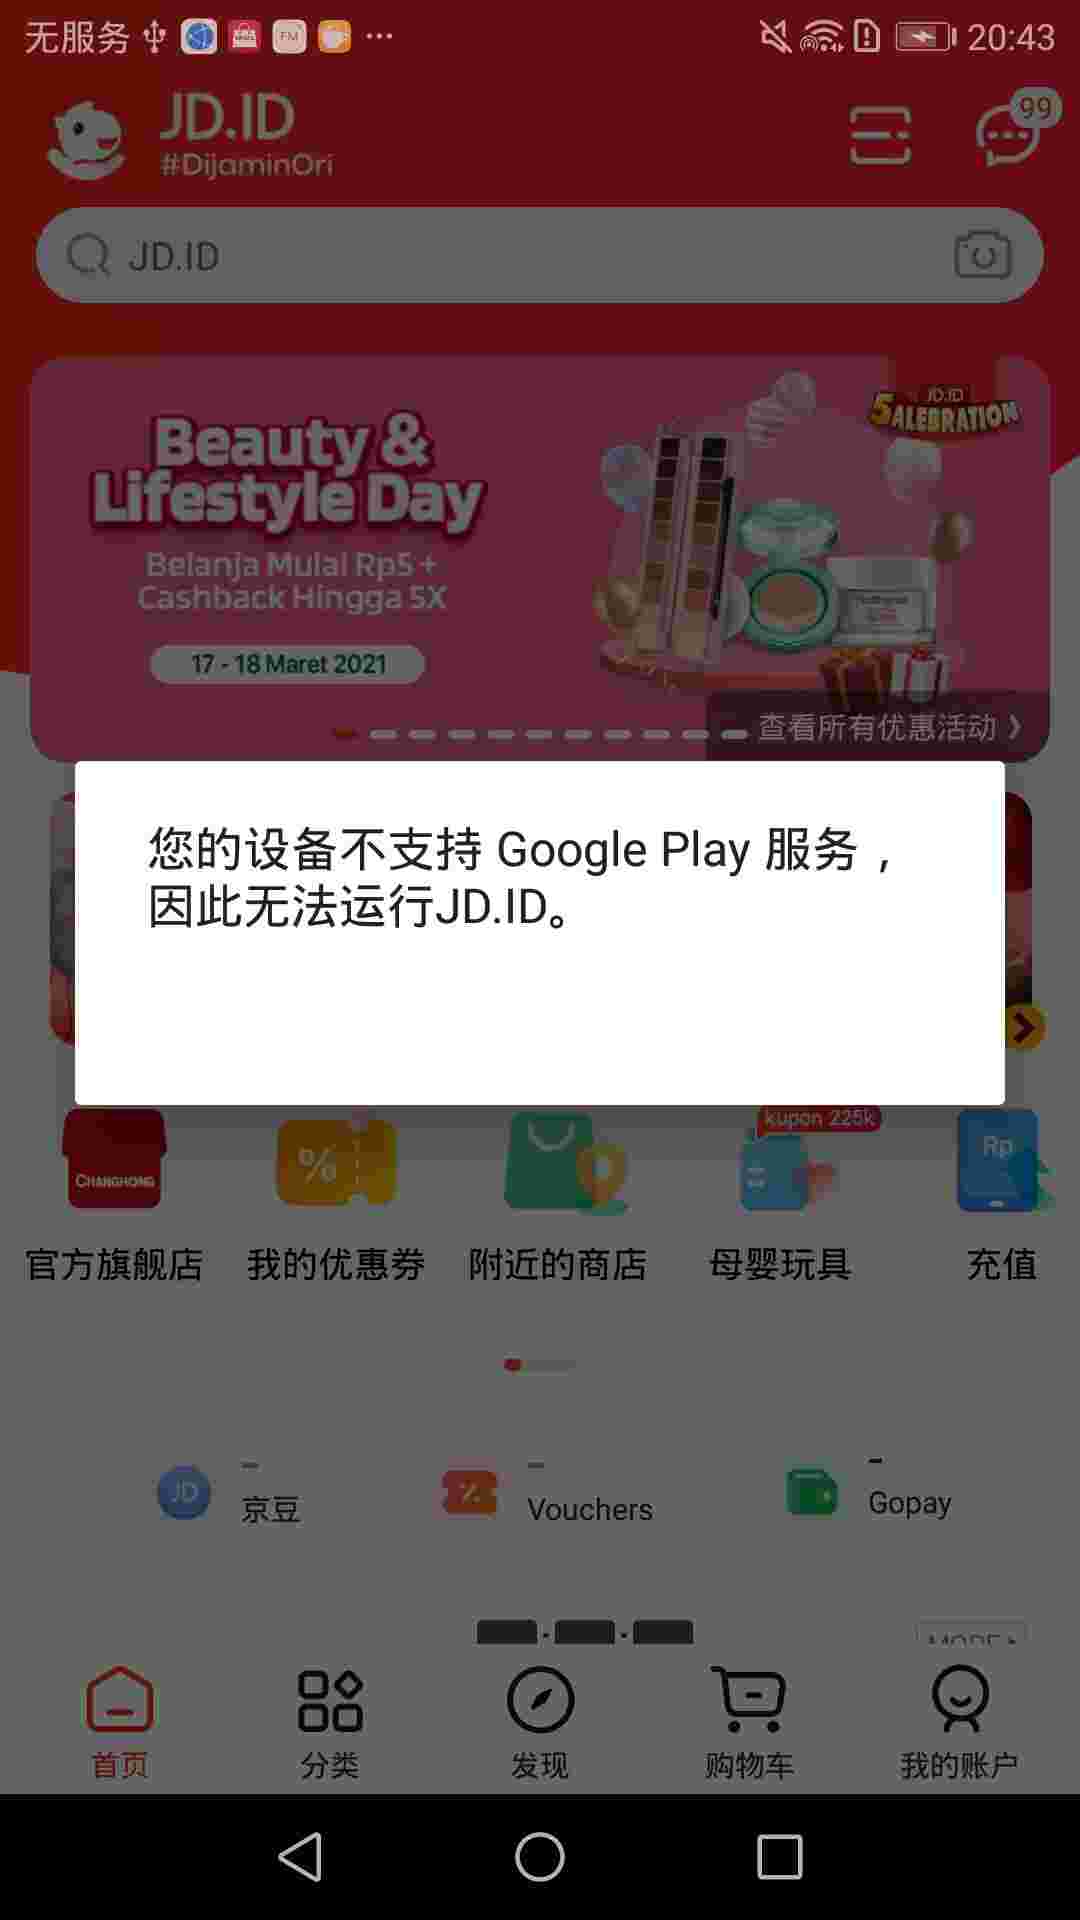 无服务
FM
20:43
JD.ID
#DijaminOri
99
JD.ID
JD.ID
5ALEBRATION
Beauty &
Lifestyle Day
Belanja Mulai Rp5 +
Cashback Hingga 5X
17 - 18 Maret 2021
查看所有优惠活动 》
您的设备不支持 Google Play 服务，
因此无法运行JD.ID。
CHANGHONG
%
kupon 225k
Rp
官方旗舰店
我的优惠券
附近的商店
母婴玩具
充值
JD
京豆
Vouchers
Gopay
MORE
首页
分类
发现
购物车
我的账户